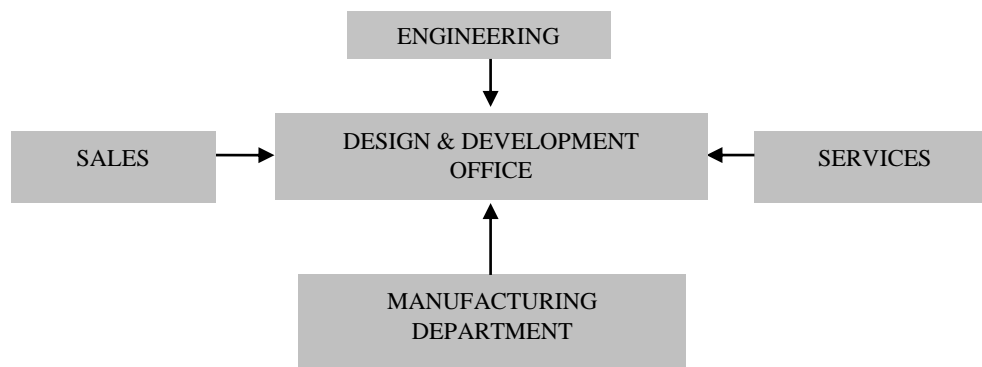 ENGINEERING
SALES
DESIGN & DEVELOPMENT
OFFICE
SERVICES
MANUFACTURING
DEPARTMENT